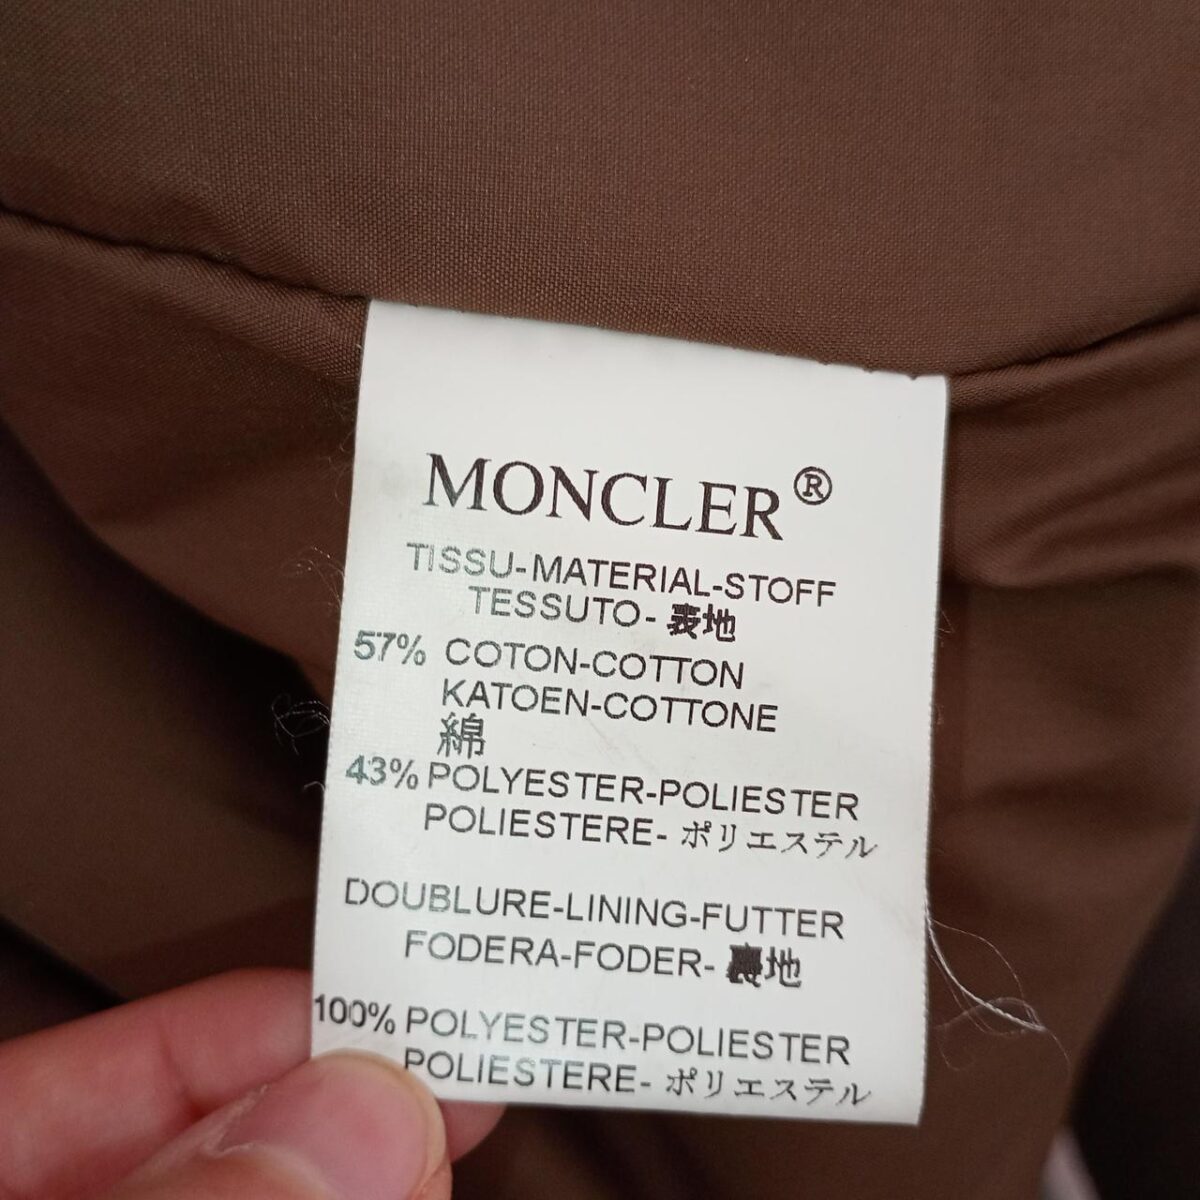 MONCLER®
TISSU-MATERIAL-STOFF
TESSUTO-表地
57% COTON-COTTON
KATOEN-COTTONE
綿
43% POLYESTER-POLIESTER
POLIESTERE-ポリエステル
DOUBLURE-LINING-FUTTER
FODERA-FODER-裏地
100% POLYESTER-POLIESTER
POLIESTERE-ポリエステル